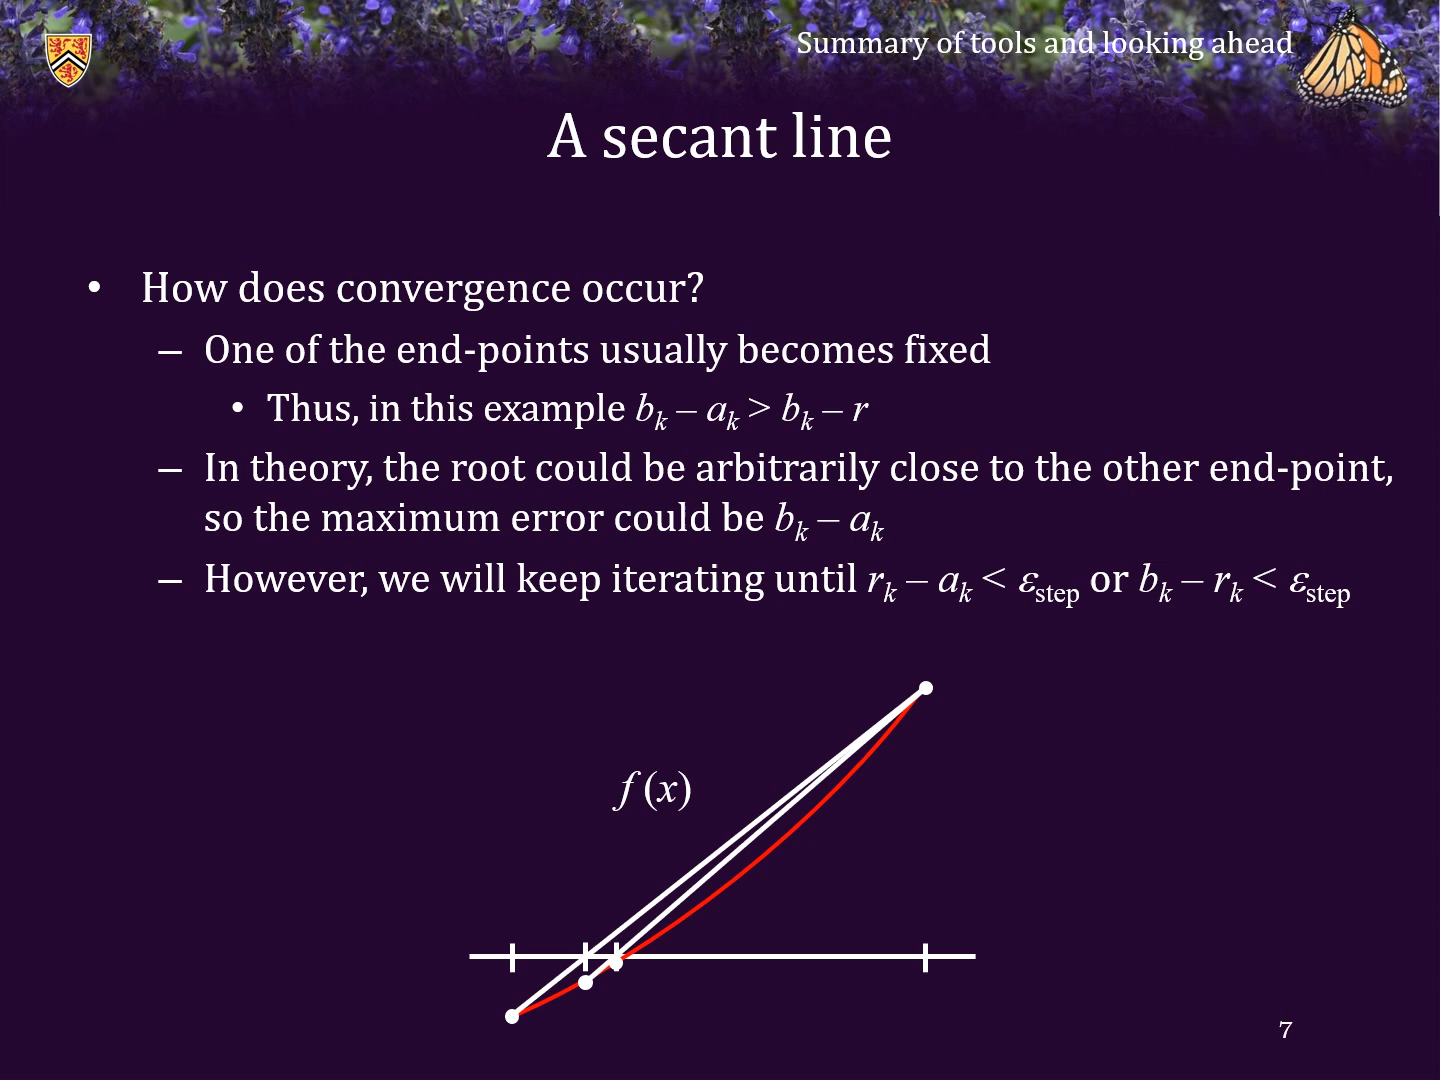 Summary of tools and looking ahead
A secant line
• How does convergence occur?
– One of the end-points usually becomes fixed
• Thus, in this example bₖ – aₖ > bₖ – r
– In theory, the root could be arbitrarily close to the other end-point,
so the maximum error could be bₖ – aₖ
– However, we will keep iterating until rₖ – aₖ < ε_step or bₖ – rₖ < ε_step
f (x)
7